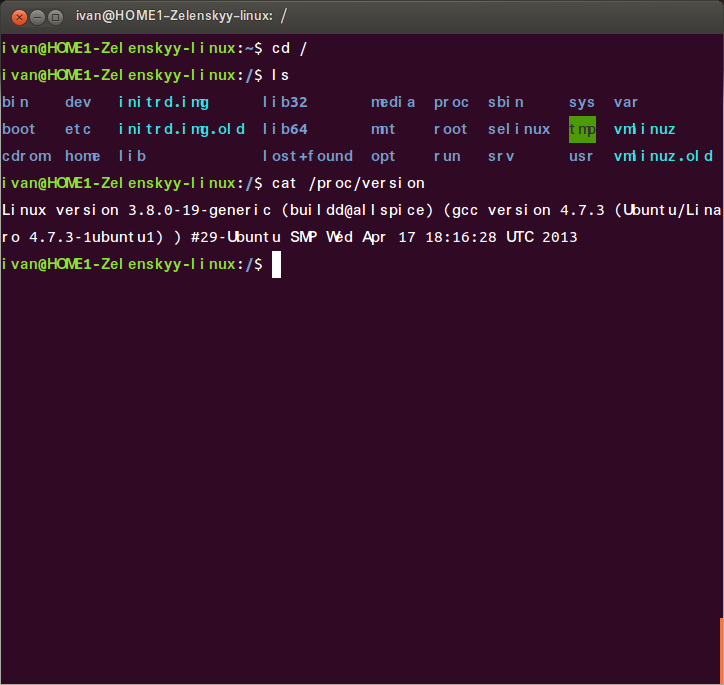 ivan@HOME1-Zelenskyy-linux: /
ivan@HOME1-Zelenskyy-linux:~$ cd /
ivan@HOME1-Zelenskyy-linux:/$ ls
bin dev initrd.img lib32 media proc sbin sys var
boot etc initrd.img.old lib64 mnt root selinux tmp vmlinuz
cdrom home lib lost+found opt run srv usr vmlinuz.old
ivan@HOME1-Zelenskyy-linux:/$ cat /proc/version
Linux version 3.8.0-19-generic (buildd@allspice) (gcc version 4.7.3 (Ubuntu/Lina
ro 4.7.3-1ubuntu1) ) #29-Ubuntu SMP Wed Apr 17 18:16:28 UTC 2013
ivan@HOME1-Zelenskyy-linux:/$